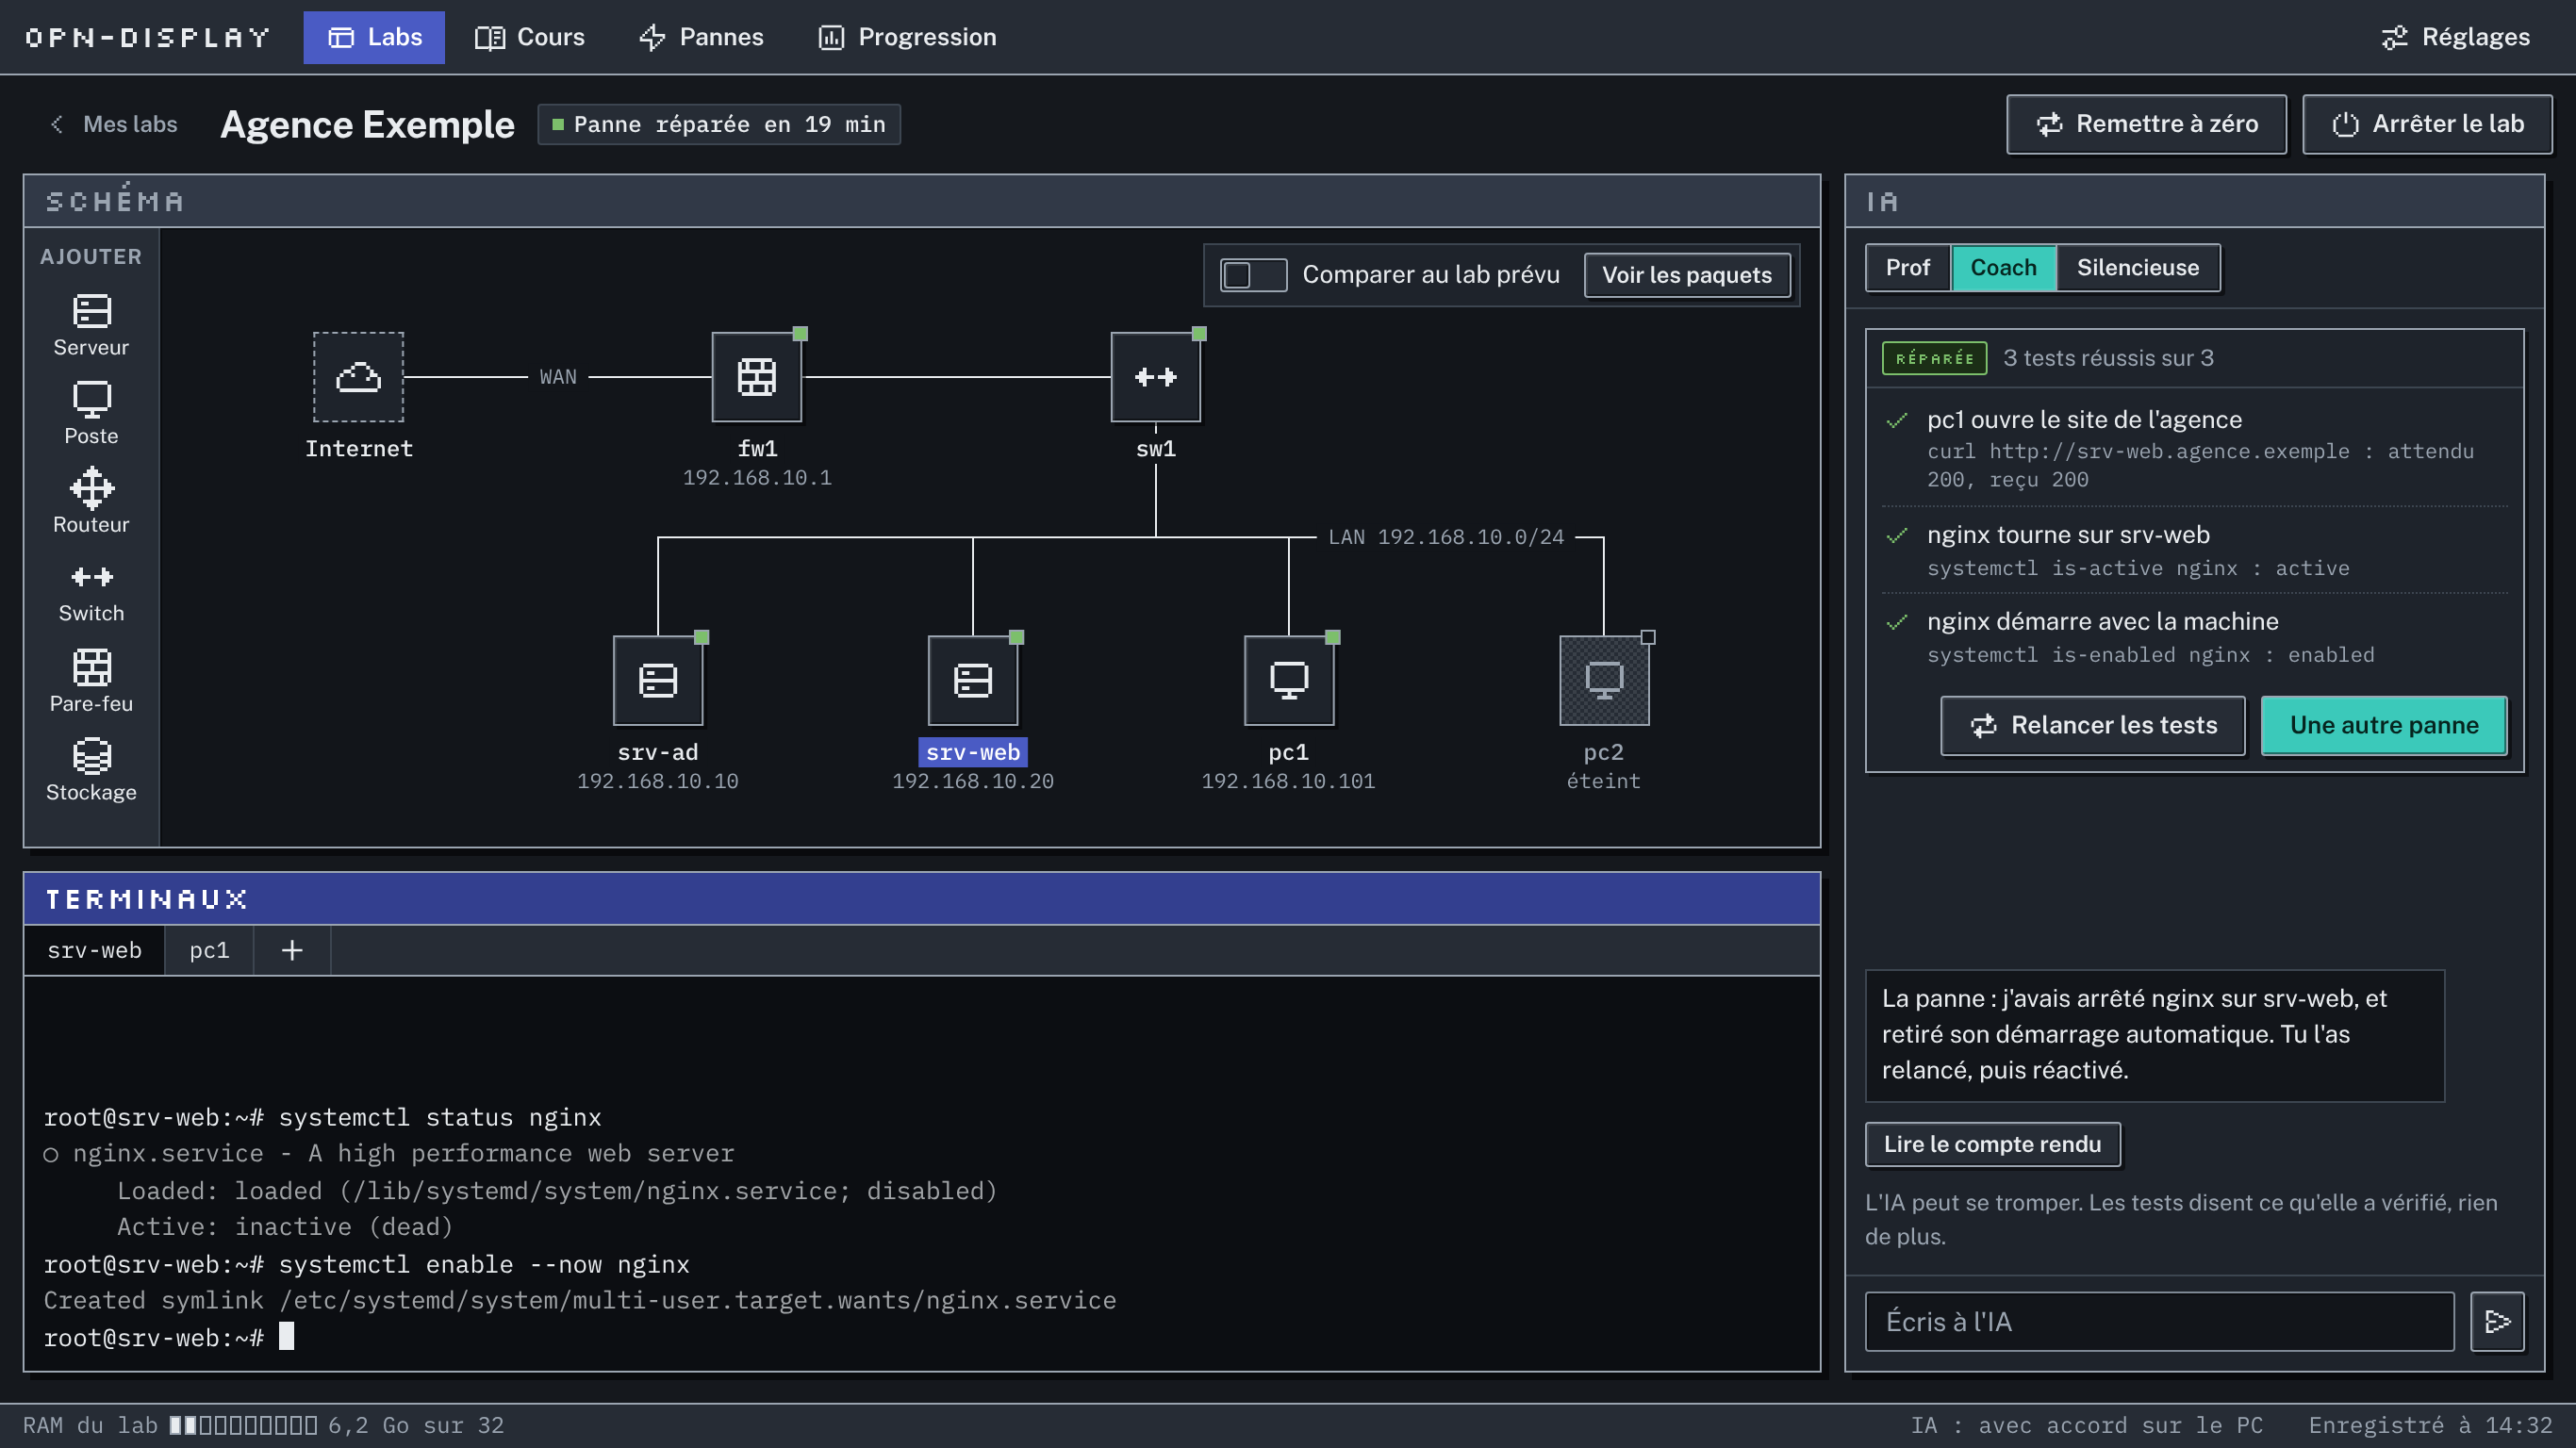 OPN-DISPLAY
Labs
Cours
Pannes
Progression
Réglages
Mes labs
Agence Exemple
Panne réparée en 19 min
Remettre à zéro
Arrêter le lab
SCHÉMA
AJOUTER
Serveur
Poste
Routeur
Switch
Pare-feu
Stockage
Comparer au lab prévu
Voir les paquets
WAN
Internet
fw1
192.168.10.1
sw1
LAN 192.168.10.0/24
srv-ad
192.168.10.10
srv-web
192.168.10.20
pc1
192.168.10.101
pc2
éteint
TERMINAUX
srv-web
pc1
+
root@srv-web:~# systemctl status nginx
○ nginx.service - A high performance web server
Loaded: loaded (/lib/systemd/system/nginx.service; disabled)
Active: inactive (dead)
root@srv-web:~# systemctl enable --now nginx
Created symlink /etc/systemd/system/multi-user.target.wants/nginx.service
root@srv-web:~#
IA
Prof
Coach
Silencieuse
RÉPARÉE
3 tests réussis sur 3
pc1 ouvre le site de l'agence
curl http://srv-web.agence.exemple : attendu
200, reçu 200
nginx tourne sur srv-web
systemctl is-active nginx : active
nginx démarre avec la machine
systemctl is-enabled nginx : enabled
Relancer les tests
Une autre panne
La panne : j'avais arrêté nginx sur srv-web, et
retiré son démarrage automatique. Tu l'as
relancé, puis réactivé.
Lire le compte rendu
L'IA peut se tromper. Les tests disent ce qu'elle a vérifié, rien
de plus.
Écris à l'IA
RAM du lab
6,2 Go sur 32
IA : avec accord sur le PC
Enregistré à 14:32